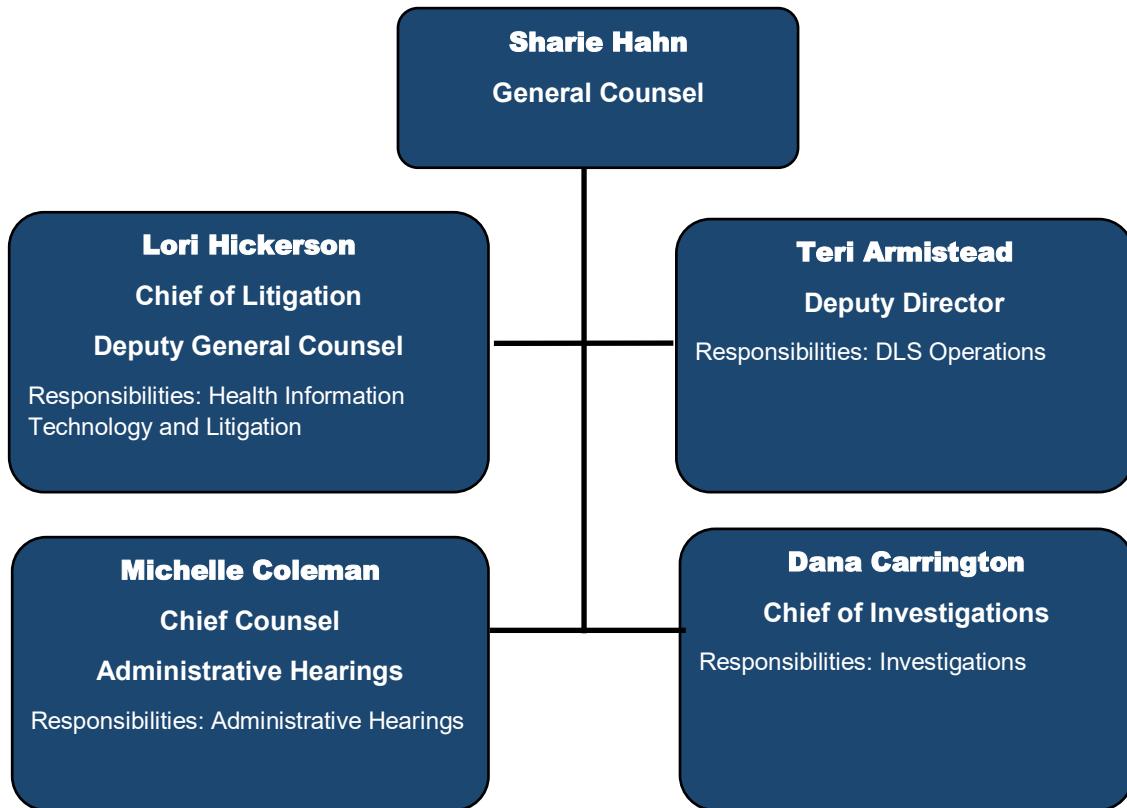 Sharie Hahn
General Counsel
Lori Hickerson
Chief of Litigation
Deputy General Counsel
Responsibilities: Health Information
Technology and Litigation
Teri Armistead
Deputy Director
Responsibilities: DLS Operations
Michelle Coleman
Chief Counsel
Administrative Hearings
Responsibilities: Administrative Hearings
Dana Carrington
Chief of Investigations
Responsibilities: Investigations